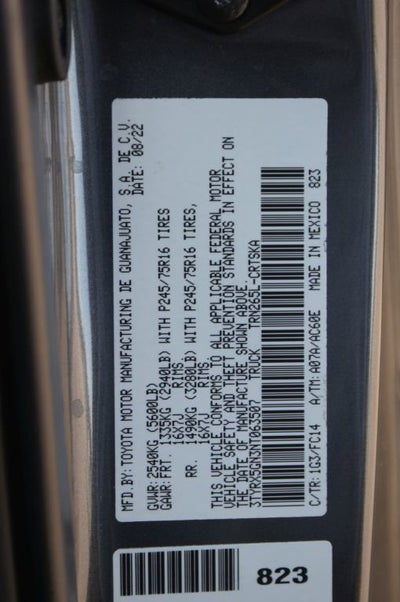 MFD.BY:TOYOTA MOTOR MANUFACTURING DE GUANAJUATO, S.A. DE C.V.
DATE: 08/22
GVWR:2540KG(5600LB)
GAWR:FRT. 1335KG(2940LB) WITH P245/75R16 TIRES
16X7J RIMS,
RR. 1490KG(3280LB) WITH P245/75R16 TIRES,
16X7J RIMS,
THIS VEHICLE CONFORMS TO ALL APPLICABLE FEDERAL MOTOR
VEHICLE SAFETY AND THEFT PREVENTION STANDARDS IN EFFECT ON
THE DATE OF MANUFACTURE SHOWN ABOVE.
3TYRX5GN3NT063507 TRUCK TRN265L-CRTSKA
C/TR: 1G3/FC14 A/TM: A07A/AC60E MADE IN MEXICO 823
823